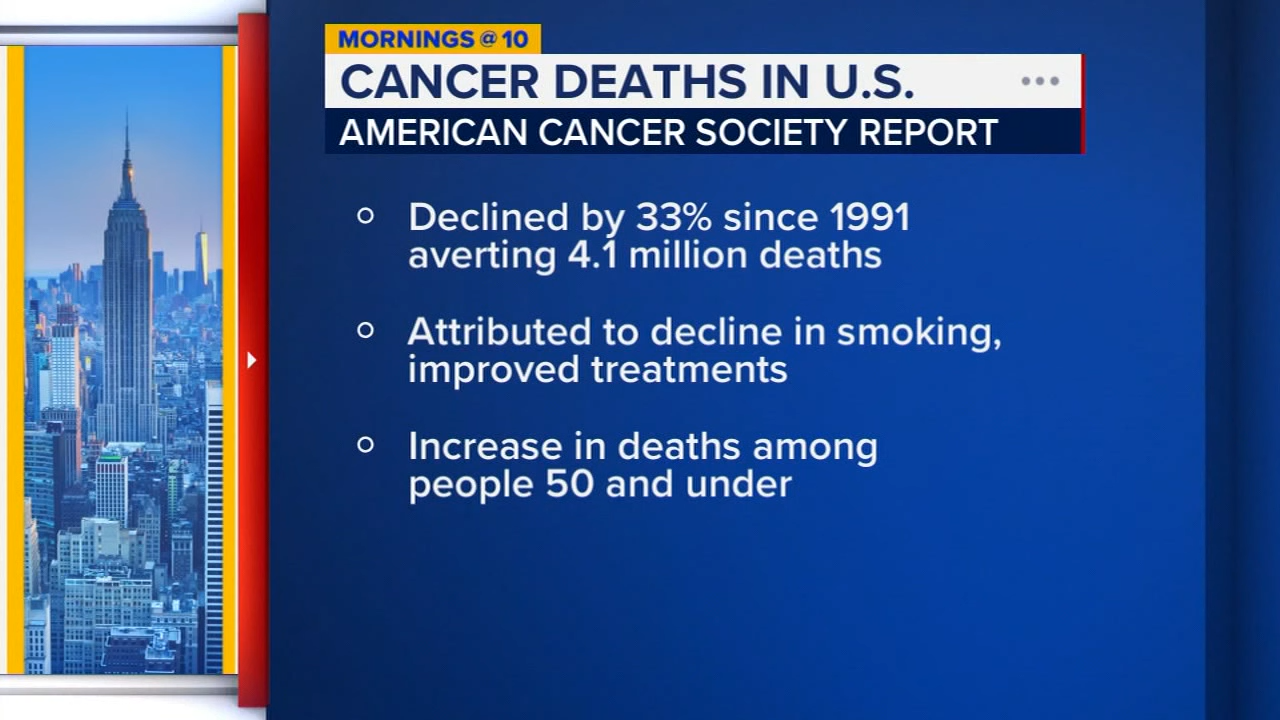 MORNINGS @ 10
CANCER DEATHS IN U.S.
AMERICAN CANCER SOCIETY REPORT
Declined by 33% since 1991
averting 4.1 million deaths
Attributed to decline in smoking,
improved treatments
Increase in deaths among
people 50 and under